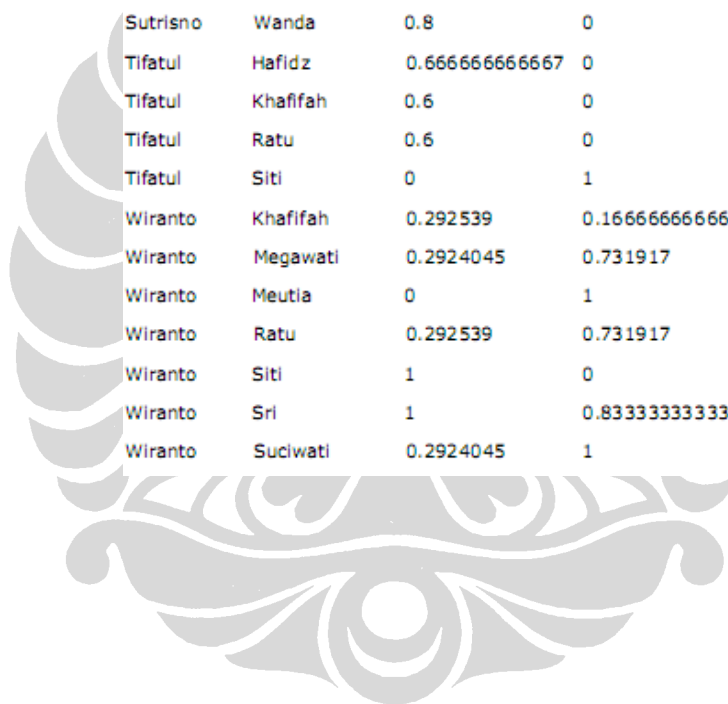 Sutrisno Wanda 0.8 0
Tifatul Hafidz 0.666666666667 0
Tifatul Khafifah 0.6 0
Tifatul Ratu 0.6 0
Tifatul Siti 0 1
Wiranto Khafifah 0.292539 0.16666666666
Wiranto Megawati 0.2924045 0.731917
Wiranto Meutia 0 1
Wiranto Ratu 0.292539 0.731917
Wiranto Siti 1 0
Wiranto Sri 1 0.83333333333
Wiranto Suciwati 0.2924045 1